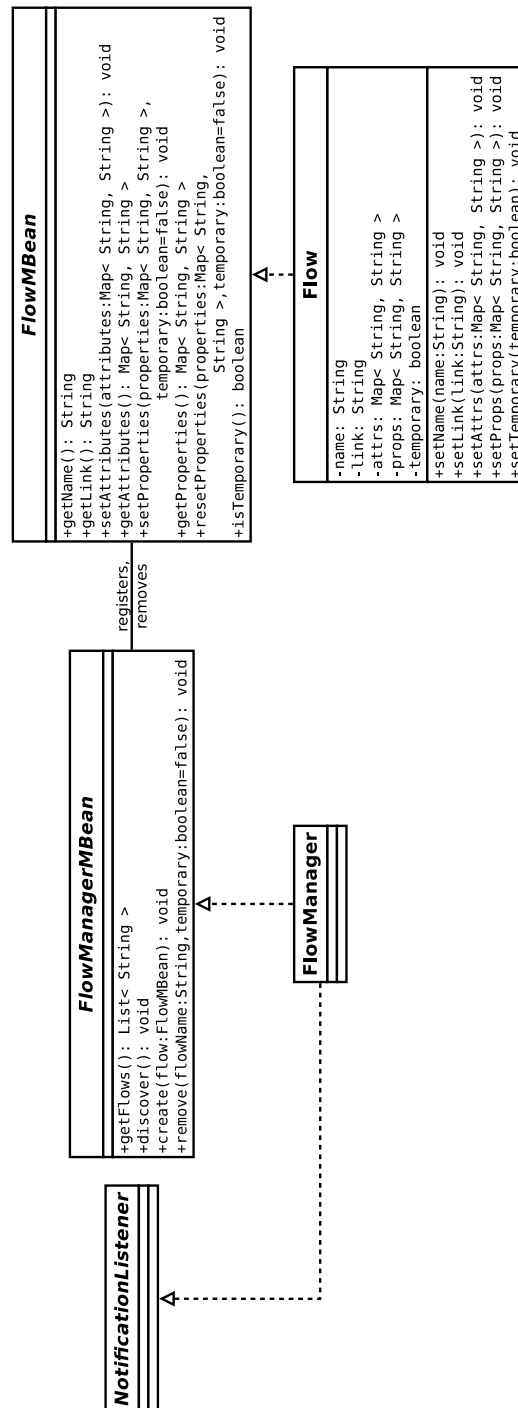 NotificationListener
FlowManagerMBean
+getFlows(): List< String >
+discover(): void
+create(flow:FlowMBean): void
+remove(flowName:String,temporary:boolean=false): void
registers,
removes
FlowMBean
+getName(): String
+getLink(): String
+setAttributes(attributes:Map< String, String >): void
+getAttributes(): Map< String, String >
+setProperties(properties:Map< String, String >,
temporary:boolean=false): void
+getProperties(): Map< String, String >
+resetProperties(properties:Map< String,
String >,temporary:boolean=false): void
+isTemporary(): boolean
FlowManager
Flow
-name: String
-link: String
-attrs: Map< String, String >
-props: Map< String, String >
-temporary: boolean
+setName(name:String): void
+setLink(link:String): void
+setAttrs(attrs:Map< String, String >): void
+setProps(props:Map< String, String >): void
+setTemporary(temporary:boolean): void